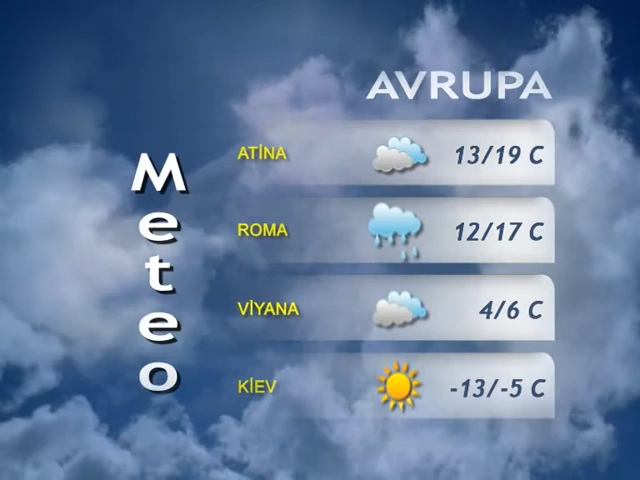 AVRUPA
Meteo
ATİNA 13/19 C
ROMA 12/17 C
VİYANA 4/6 C
KİEV -13/-5 C